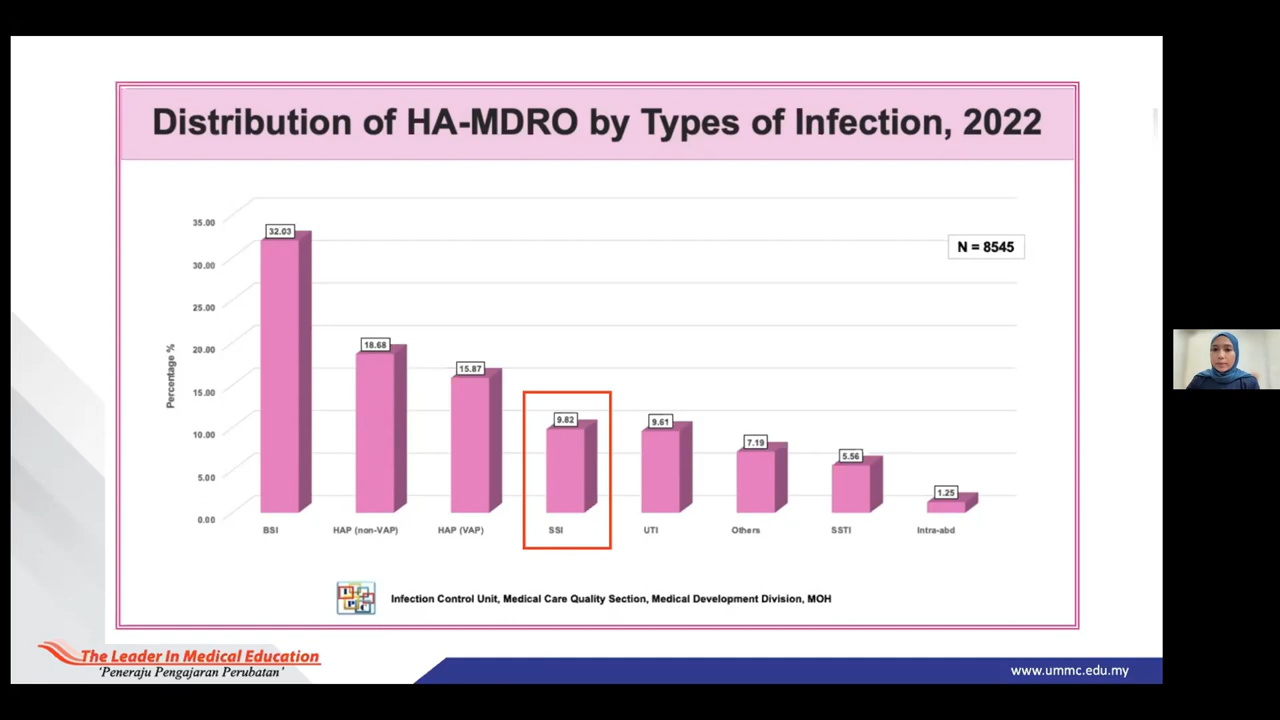 Distribution of HA-MDRO by Types of Infection, 2022
N = 8545
Percentage %
35.00
30.00
25.00
20.00
15.00
10.00
5.00
0.00
32.03
18.68
15.87
9.82
9.61
7.19
5.56
1.25
BSI
HAP (non-VAP)
HAP (VAP)
SSI
UTI
Others
SSTI
Intra-abd
Infection Control Unit, Medical Care Quality Section, Medical Development Division, MOH
The Leader In Medical Education
'Peneraju Pengajaran Perubatan'
www.ummc.edu.my